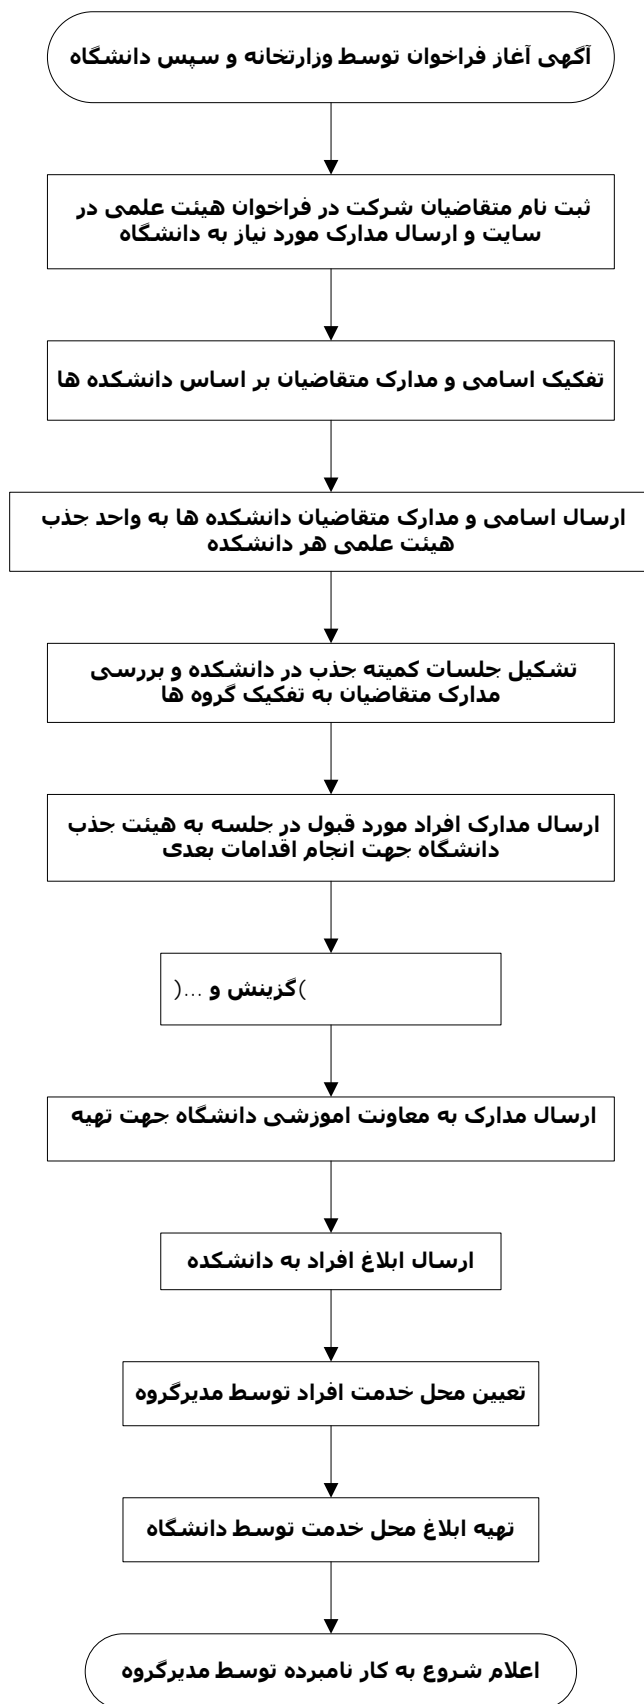 آگهی آغاز فراخوان توسط وزارتخانه و سپس دانشگاه
ثبت نام متقاضیان شرکت در فراخوان هیئت علمی در
سایت و ارسال مدارک مورد نیاز به دانشگاه
تفکیک اسامی و مدارک متقاضیان بر اساس دانشکده ها
ارسال اسامی و مدارک متقاضیان دانشکده ها به واحد جذب
هیئت علمی هر دانشکده
تشکیل جلسات کمیته جذب در دانشکده و بررسی
مدارک متقاضیان به تفکیک گروه ها
ارسال مدارک افراد مورد قبول در جلسه به هیئت جذب
دانشگاه جهت انجام اقدامات بعدی
(گزینش و ...)
ارسال مدارک به معاونت اموزشی دانشگاه جهت تهیه
ارسال ابلاغ افراد به دانشکده
تعیین محل خدمت افراد توسط مدیرگروه
تهیه ابلاغ محل خدمت توسط دانشگاه
اعلام شروع به کار نامبرده توسط مدیرگروه